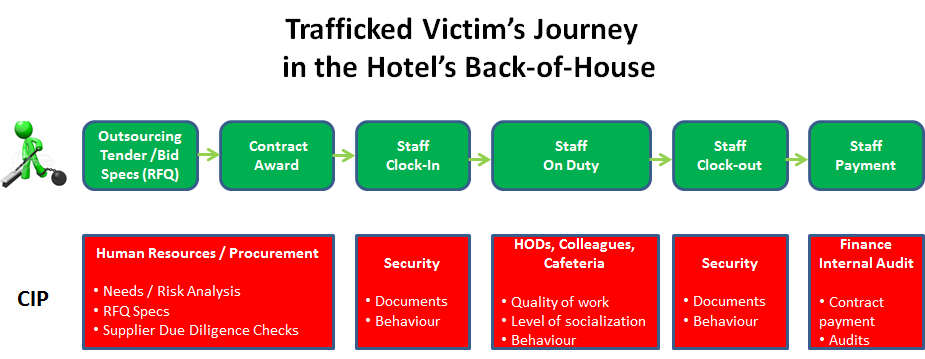 Trafficked Victim's Journey
in the Hotel's Back-of-House
Outsourcing
Tender /Bid
Specs (RFQ)
Contract
Award
Staff
Clock-In
Staff
On Duty
Staff
Clock-out
Staff
Payment
CIP
Human Resources / Procurement
• Needs / Risk Analysis
• RFQ Specs
• Supplier Due Diligence Checks
Security
• Documents
• Behaviour
HODs, Colleagues,
Cafeteria
• Quality of work
• Level of socialization
• Behaviour
Security
• Documents
• Behaviour
Finance
Internal Audit
• Contract
payment
• Audits